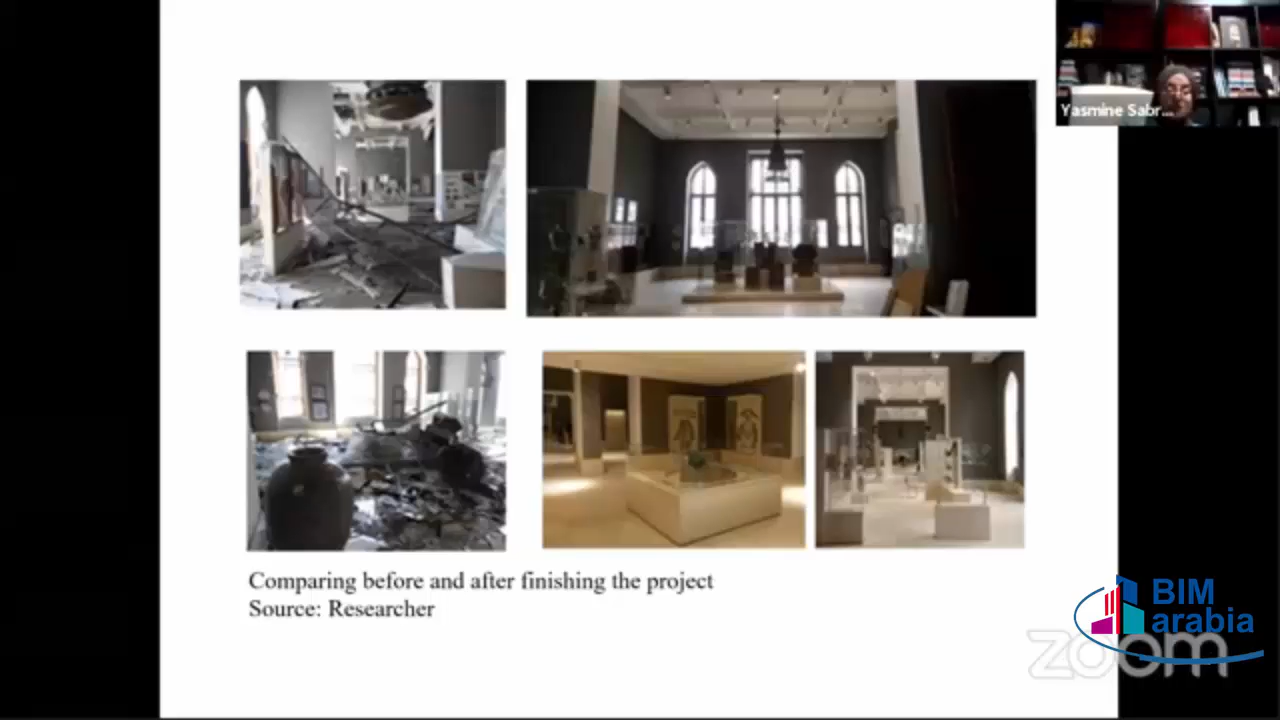 Yasmine Sabr...
Comparing before and after finishing the project
Source: Researcher
BIM
arabia
zoom